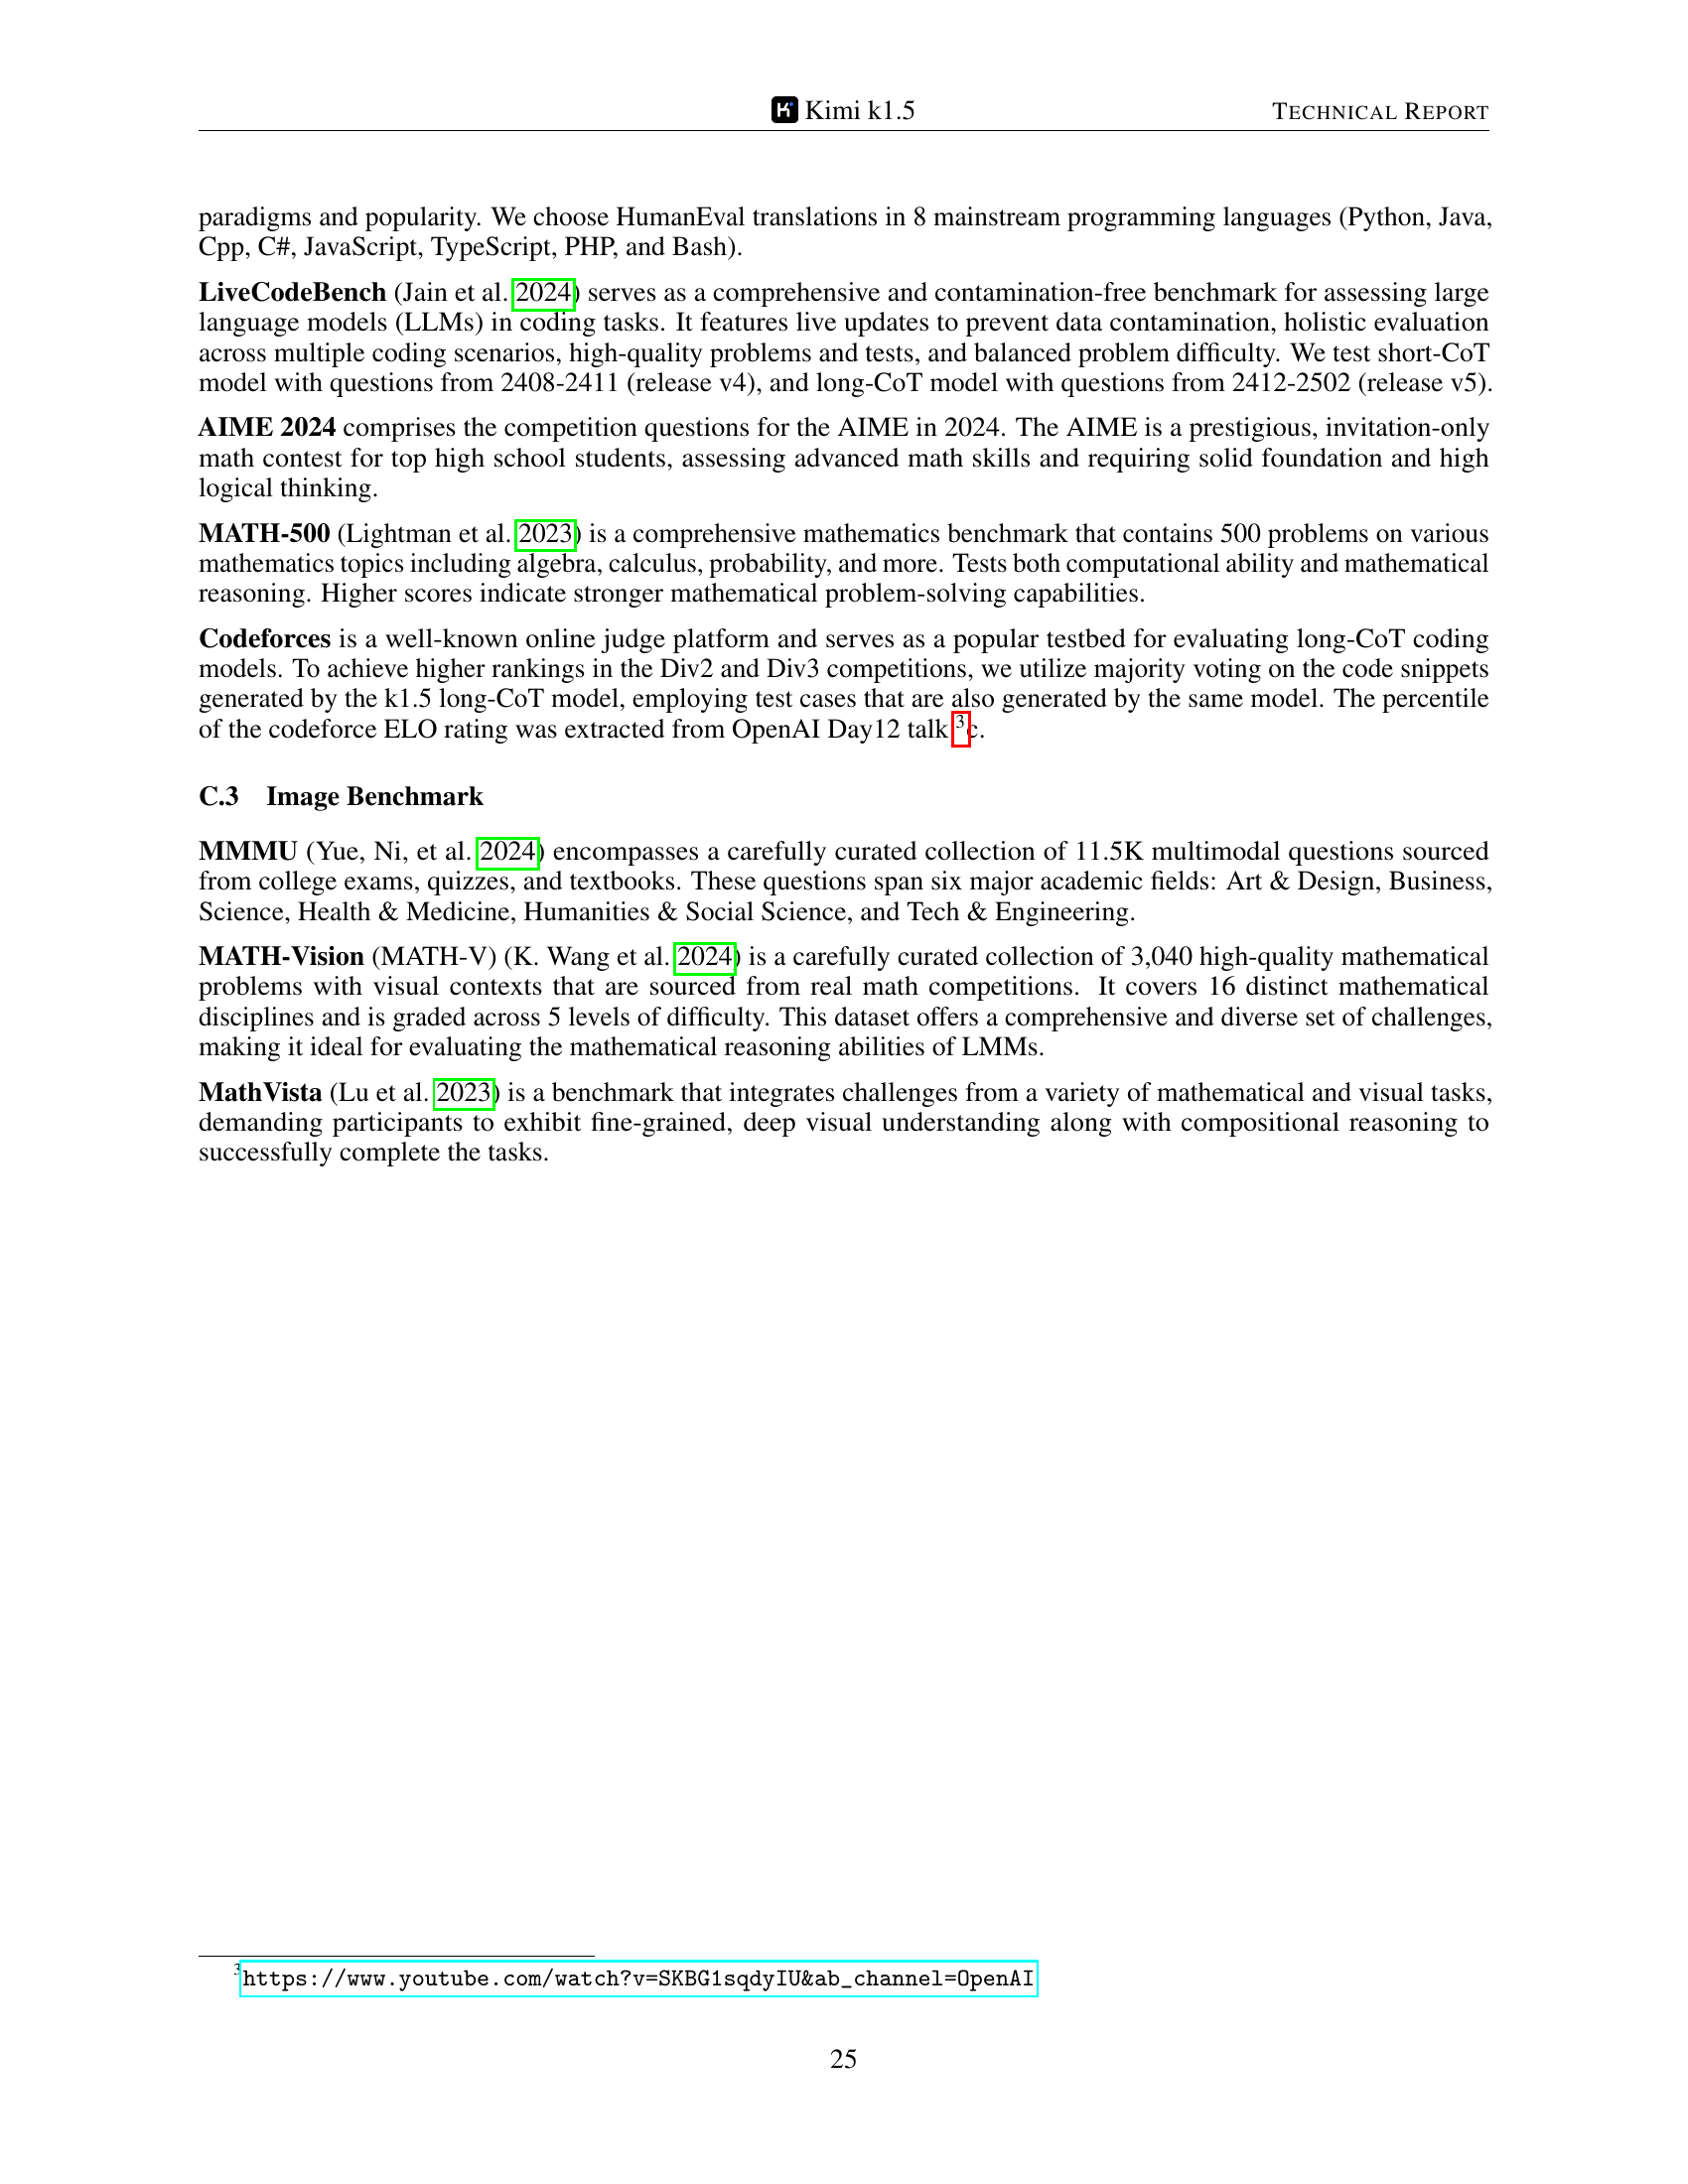 Kimi k1.5 TECHNICAL REPORT
paradigms and popularity. We choose HumanEval translations in 8 mainstream programming languages (Python, Java,
Cpp, C#, JavaScript, TypeScript, PHP, and Bash).
LiveCodeBench (Jain et al. 2024) serves as a comprehensive and contamination-free benchmark for assessing large
language models (LLMs) in coding tasks. It features live updates to prevent data contamination, holistic evaluation
across multiple coding scenarios, high-quality problems and tests, and balanced problem difficulty. We test short-CoT
model with questions from 2408-2411 (release v4), and long-CoT model with questions from 2412-2502 (release v5).
AIME 2024 comprises the competition questions for the AIME in 2024. The AIME is a prestigious, invitation-only
math contest for top high school students, assessing advanced math skills and requiring solid foundation and high
logical thinking.
MATH-500 (Lightman et al. 2023) is a comprehensive mathematics benchmark that contains 500 problems on various
mathematics topics including algebra, calculus, probability, and more. Tests both computational ability and mathematical
reasoning. Higher scores indicate stronger mathematical problem-solving capabilities.
Codeforces is a well-known online judge platform and serves as a popular testbed for evaluating long-CoT coding
models. To achieve higher rankings in the Div2 and Div3 competitions, we utilize majority voting on the code snippets
generated by the k1.5 long-CoT model, employing test cases that are also generated by the same model. The percentile
of the codeforce ELO rating was extracted from OpenAI Day12 talk 3c.
C.3 Image Benchmark
MMMU (Yue, Ni, et al. 2024) encompasses a carefully curated collection of 11.5K multimodal questions sourced
from college exams, quizzes, and textbooks. These questions span six major academic fields: Art & Design, Business,
Science, Health & Medicine, Humanities & Social Science, and Tech & Engineering.
MATH-Vision (MATH-V) (K. Wang et al. 2024) is a carefully curated collection of 3,040 high-quality mathematical
problems with visual contexts that are sourced from real math competitions. It covers 16 distinct mathematical
disciplines and is graded across 5 levels of difficulty. This dataset offers a comprehensive and diverse set of challenges,
making it ideal for evaluating the mathematical reasoning abilities of LMMs.
MathVista (Lu et al. 2023) is a benchmark that integrates challenges from a variety of mathematical and visual tasks,
demanding participants to exhibit fine-grained, deep visual understanding along with compositional reasoning to
successfully complete the tasks.
3https://www.youtube.com/watch?v=SKBG1sqdyIU&ab_channel=OpenAI
25